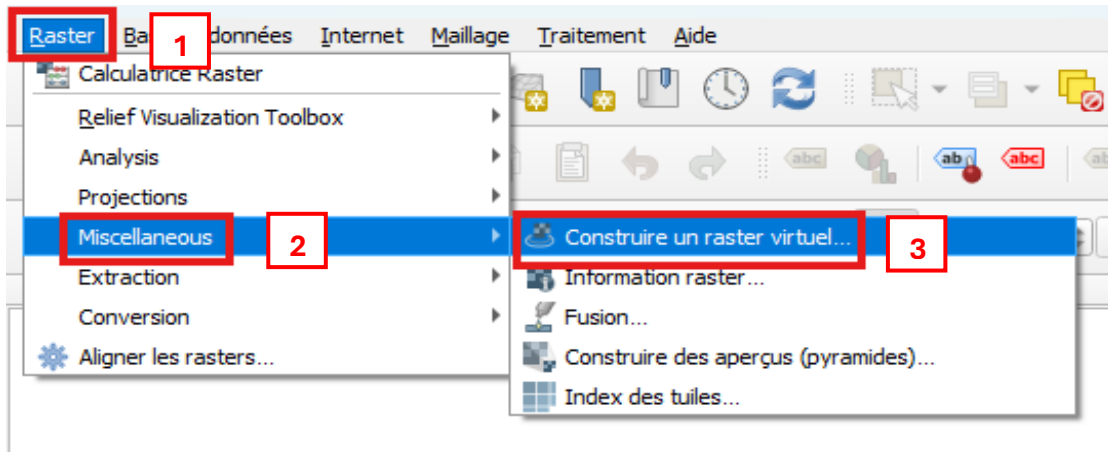 Raster Ba 1 données Internet Maillage Traitement Aide
Calculatrice Raster
Relief Visualization Toolbox
Analysis
abc ab abc
Projections
Miscellaneous 2 Construire un raster virtuel... 3
Extraction Information raster...
Conversion Fusion...
Aligner les rasters... Construire des aperçus (pyramides)...
Index des tuiles...